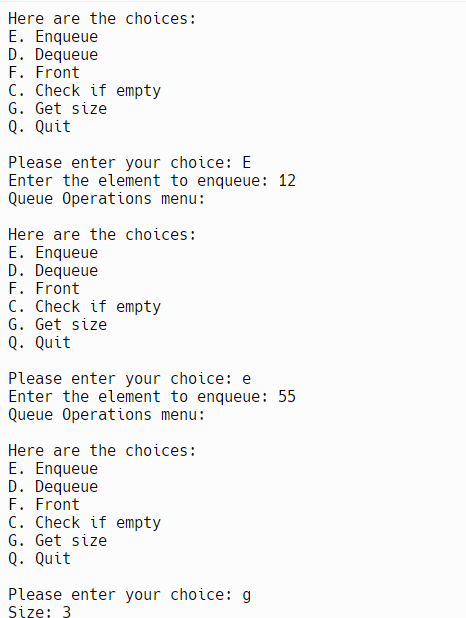 Here are the choices:
E. Enqueue
D. Dequeue
F. Front
C. Check if empty
G. Get size
Q. Quit
Please enter your choice: E
Enter the element to enqueue: 12
Queue Operations menu:
Here are the choices:
E. Enqueue
D. Dequeue
F. Front
C. Check if empty
G. Get size
Q. Quit
Please enter your choice: e
Enter the element to enqueue: 55
Queue Operations menu:
Here are the choices:
E. Enqueue
D. Dequeue
F. Front
C. Check if empty
G. Get size
Q. Quit
Please enter your choice: g
Size: 3